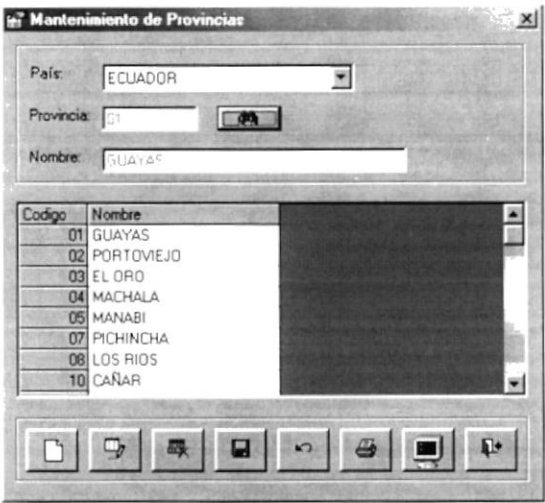 Mantenimiento de Provincias
País: ECUADOR
Provincia: 01
Nombre: GUAYAS
Codigo Nombre
01 GUAYAS
02 PORTOVIEJO
03 EL ORO
04 MACHALA
05 MANABI
07 PICHINCHA
08 LOS RIOS
10 CAÑAR